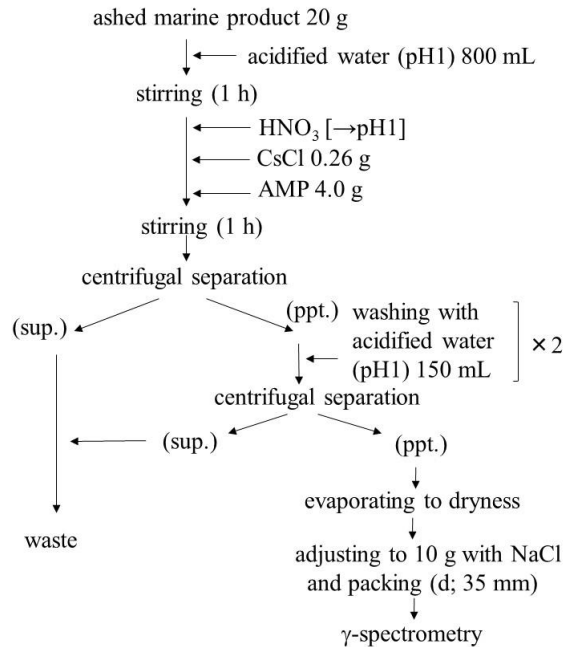 ashed marine product 20 g
acidified water (pH1) 800 mL
stirring (1 h)
HNO₃ [→pH1]
CsCl 0.26 g
AMP 4.0 g
stirring (1 h)
centrifugal separation
(sup.)
(ppt.) washing with
acidified water
(pH1) 150 mL
×2
centrifugal separation
(sup.)
(ppt.)
evaporating to dryness
waste
adjusting to 10 g with NaCl
and packing (d; 35 mm)
γ-spectrometry